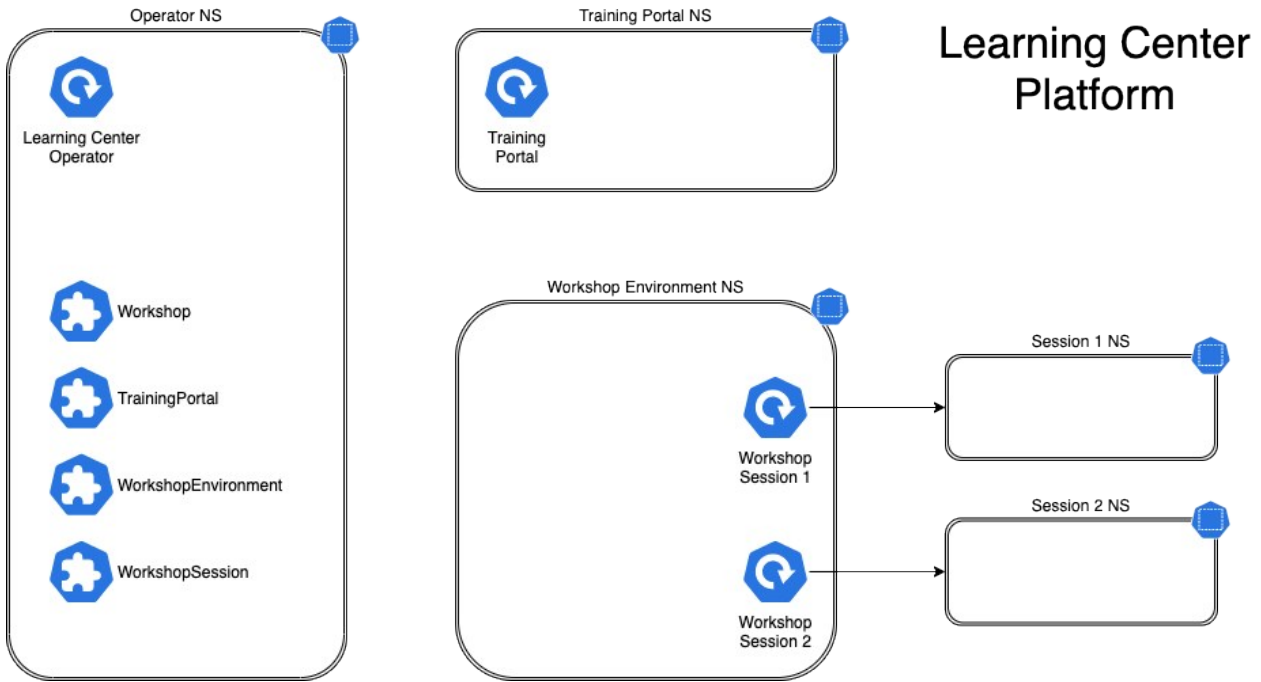 Operator NS
Training Portal NS
Learning Center
Platform
Learning Center
Operator
Training
Portal
Workshop Environment NS
Workshop
TrainingPortal
WorkshopEnvironment
WorkshopSession
Workshop
Session 1
Session 1 NS
Workshop
Session 2
Session 2 NS